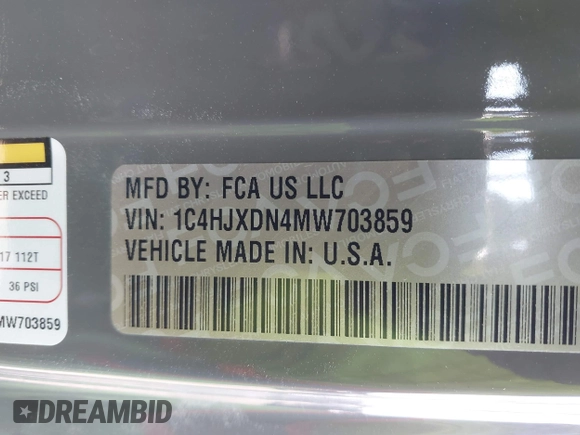 3
ER EXCEED
17 112T
36 PSI
MW703859
MFD BY: FCA US LLC
VIN: 1C4HJXDN4MW703859
VEHICLE MADE IN: U.S.A.
DREAMBID